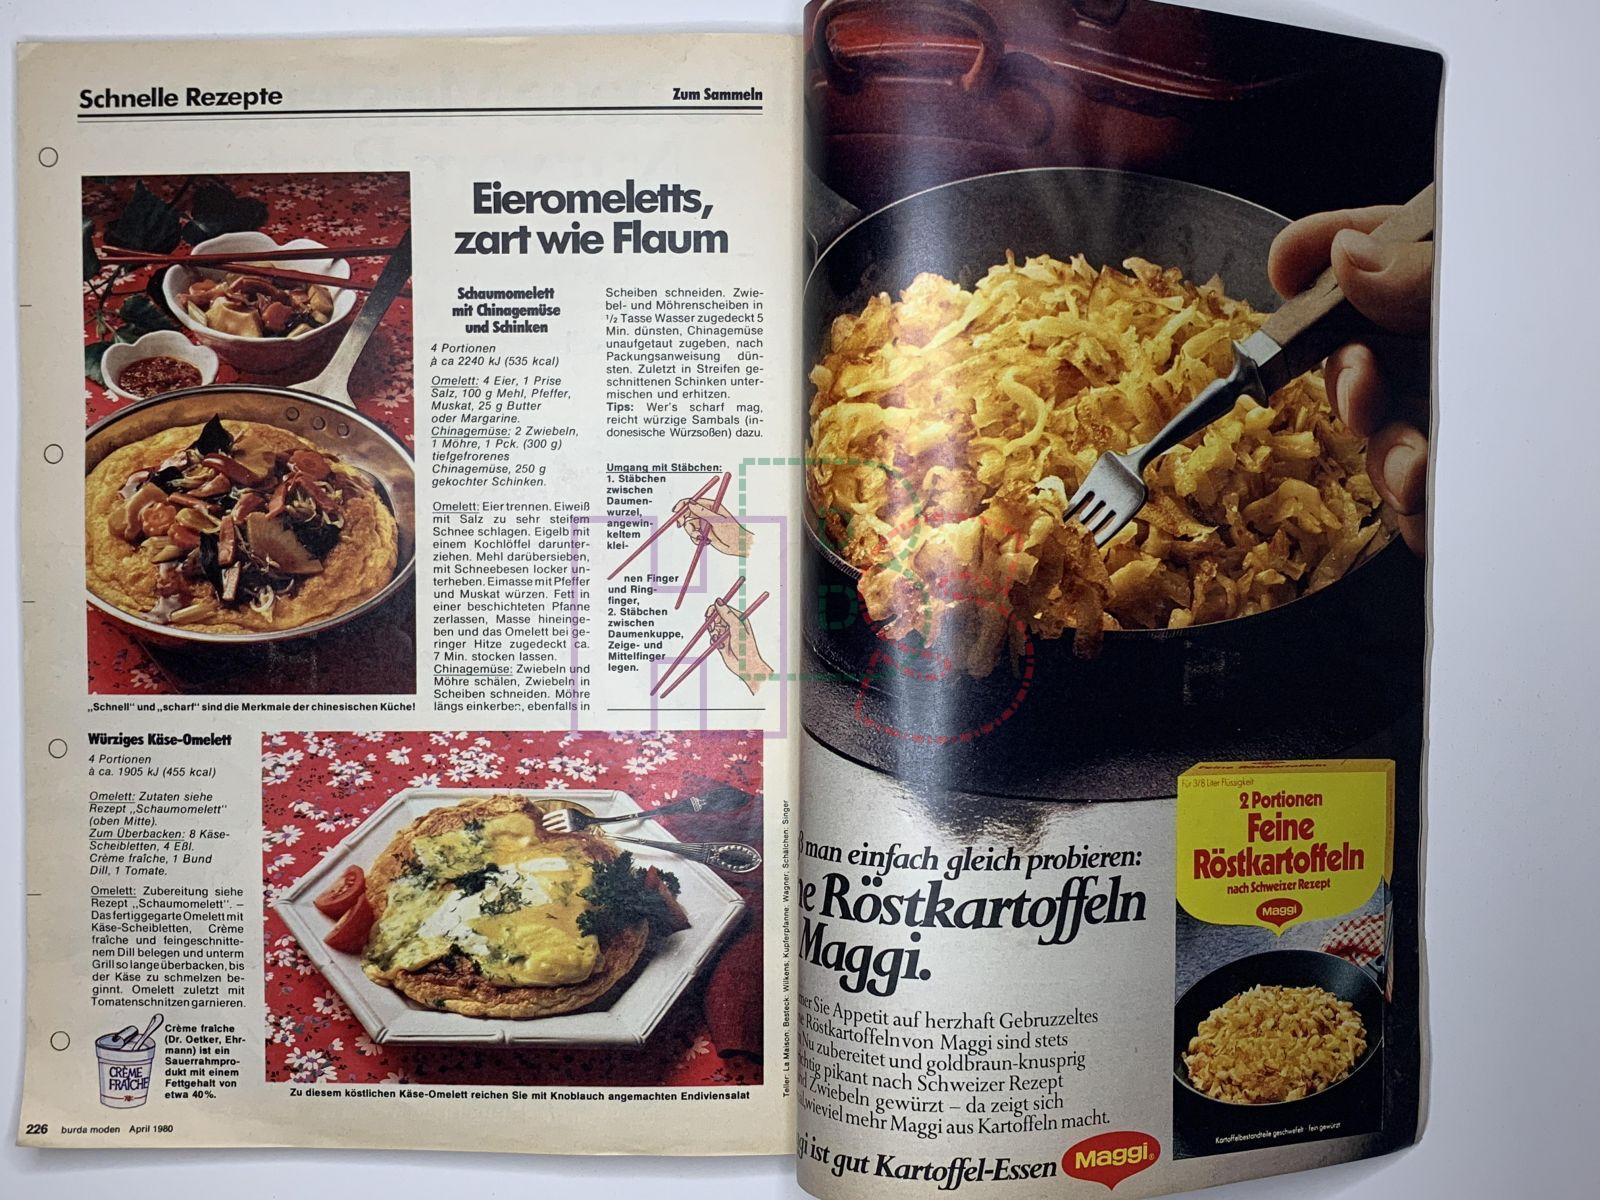 Schnelle Rezepte
Zum Sammeln
Eieromeletts,
zart wie Flaum
Schaumomelett
mit Chinagemüse
und Schinken
4 Portionen
à ca 2240 kJ (535 kcal)
Omelett: 4 Eier, 1 Prise
Salz, 100 g Mehl, Pfeffer,
Muskat, 25 g Butter
oder Margarine.
Chinagemüse: 2 Zwiebeln,
1 Möhre, 1 Pck. (300 g)
tiefgefrorenes
Chinagemüse, 250 g
gekochter Schinken.
Omelett: Eier trennen. Eiweiß
mit Salz zu sehr steifem
Schnee schlagen. Eigelb mit
einem Kochlöffel darunter-
ziehen. Mehl darübersieben,
mit Schneebesen locker un-
terheben. Eimasse mit Pfeffer
und Muskat würzen. Fett in
einer beschichteten Pfanne
zerlassen, Masse hineinge-
ben und das Omelett bei ge-
ringer Hitze zugedeckt ca.
7 Min. stocken lassen.
Chinagemüse: Zwiebeln und
Möhre schälen, Zwiebeln in
Scheiben schneiden. Möhre
längs einkerben, ebenfalls in
Scheiben schneiden. Zwie-
bel- und Möhrenscheiben in
1/2 Tasse Wasser zugedeckt 5
Min. dünsten, Chinagemüse
unaufgetaut zugeben, nach
Packungsanweisung dün-
sten. Zuletzt in Streifen ge-
schnittenen Schinken unter-
mischen und erhitzen.
Tips: Wer's scharf mag,
reicht würzige Sambals (in-
donesische Würzsoßen) dazu.
Umgang mit Stäbchen:
1. Stäbchen
zwischen
Daumen-
wurzel,
angewin-
keltem
klei-
nen Finger
und Ring-
finger,
2. Stäbchen
zwischen
Daumenkuppe,
Zeige- und
Mittelfinger
legen.
„Schnell" und „scharf" sind die Merkmale der chinesischen Küche!
Würziges Käse-Omelett
4 Portionen
à ca. 1905 kJ (455 kcal)
Omelett: Zutaten siehe
Rezept „Schaumomelett"
(oben Mitte).
Zum Überbacken: 8 Käse-
Scheibletten, 4 Eßl.
Crème fraîche, 1 Bund
Dill, 1 Tomate.
Omelett: Zubereitung siehe
Rezept „Schaumomelett". –
Das fertiggegarte Omelett mit
Käse-Scheibletten, Crème
fraîche und feingeschnitte-
nem Dill belegen und unterm
Grill so lange überbacken, bis
der Käse zu schmelzen be-
ginnt. Omelett zuletzt mit
Tomatenschnitzen garnieren.
CRÈME
FRAÎCHE
Crème fraîche
(Dr. Oetker, Ehr-
mann) ist ein
Sauerrahmpro-
dukt mit einem
Fettgehalt von
etwa 40%.
Zu diesem köstlichen Käse-Omelett reichen Sie mit Knoblauch angemachten Endiviensalat
Teller: La Maison; Besteck: Wilkens; Kupferpfanne: Wagner; Schälchen: Singer
226 burda moden April 1980
man einfach gleich probieren:
Röstkartoffeln
Maggi.
Sie Appetit auf herzhaft Gebruzzeltes
Röstkartoffeln von Maggi sind stets
Nu zubereitet und goldbraun-knusprig
pikant nach Schweizer Rezept
Zwiebeln gewürzt – da zeigt sich
wieviel mehr Maggi aus Kartoffeln macht.
ist gut Kartoffel-Essen
Maggi®
Feine Röstkartoffeln
Für 3/8 Liter Flüssigkeit
2 Portionen
Feine
Röstkartoffeln
nach Schweizer Rezept
Maggi
Kartoffelbestandteile geschwefelt · fein gewürzt